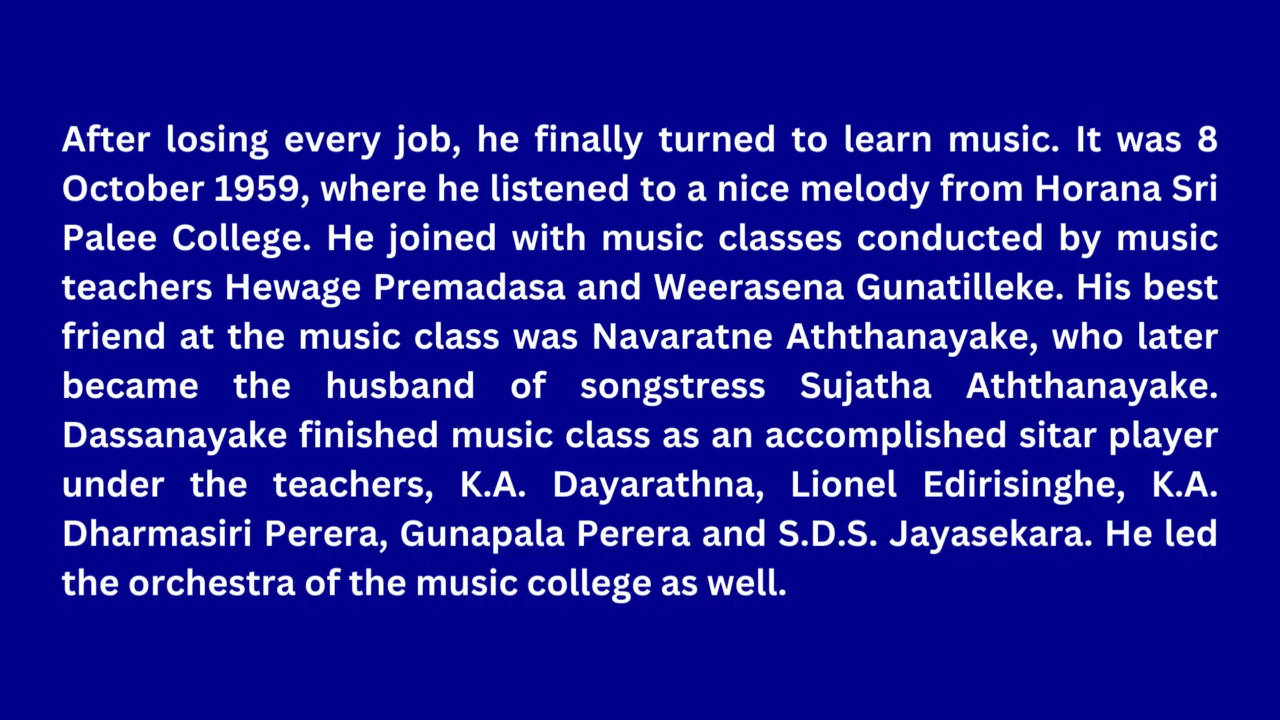 After losing every job, he finally turned to learn music. It was 8
October 1959, where he listened to a nice melody from Horana Sri
Palee College. He joined with music classes conducted by music
teachers Hewage Premadasa and Weerasena Gunatilleke. His best
friend at the music class was Navaratne Aththanayake, who later
became the husband of songstress Sujatha Aththanayake.
Dassanayake finished music class as an accomplished sitar player
under the teachers, K.A. Dayarathna, Lionel Edirisinghe, K.A.
Dharmasiri Perera, Gunapala Perera and S.D.S. Jayasekara. He led
the orchestra of the music college as well.